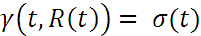 γ(t, R(t)) = σ(t)